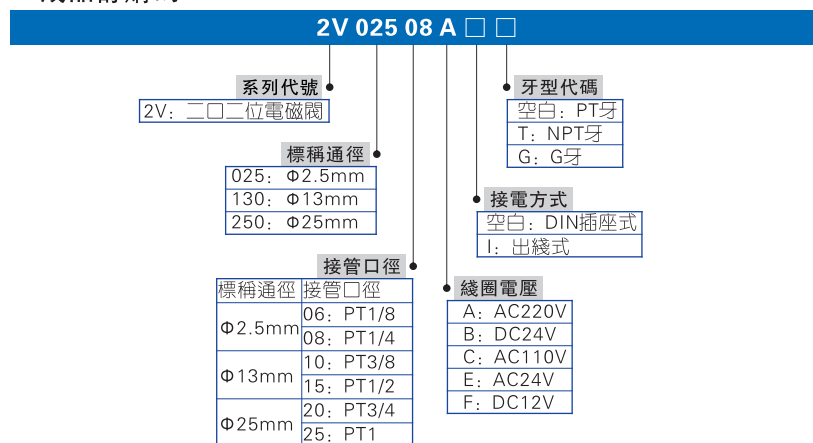 2V 025 08 A □ □
系列代號
2V: 二口二位電磁閥
標稱通徑
025: Φ2.5mm
130: Φ13mm
250: Φ25mm
接管口徑
標稱通徑 接管口徑
Φ2.5mm
06: PT1/8
08: PT1/4
Φ13mm
10: PT3/8
15: PT1/2
Φ25mm
20: PT3/4
25: PT1
牙型代碼
空白: PT牙
T: NPT牙
G: G牙
接電方式
空白: DIN插座式
I: 出綫式
綫圈電壓
A: AC220V
B: DC24V
C: AC110V
E: AC24V
F: DC12V